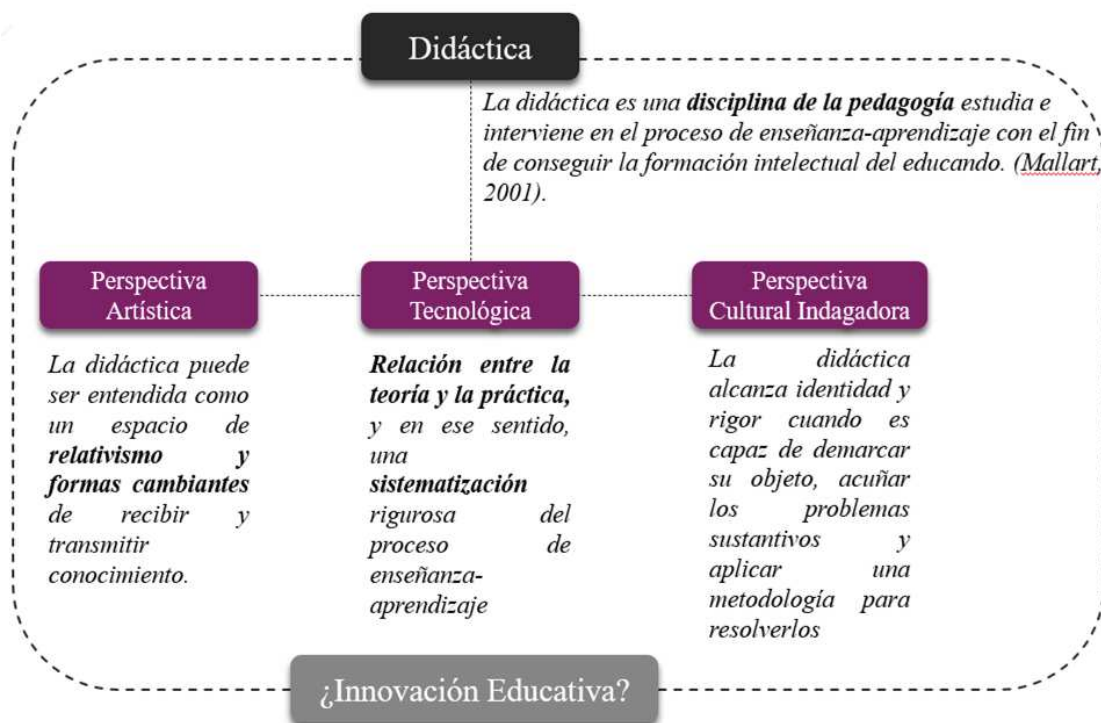 Didáctica
La didáctica es una disciplina de la pedagogía estudia e
interviene en el proceso de enseñanza-aprendizaje con el fin
de conseguir la formación intelectual del educando. (Mallart,
2001).
Perspectiva
Artística
La didáctica puede
ser entendida como
un espacio de
relativismo y
formas cambiantes
de recibir y
transmitir
conocimiento.
Perspectiva
Tecnológica
Relación entre la
teoría y la práctica,
y en ese sentido,
una
sistematización
rigurosa del
proceso de
enseñanza-
aprendizaje
Perspectiva
Cultural Indagadora
La didáctica
alcanza identidad y
rigor cuando es
capaz de demarcar
su objeto, acuñar
los problemas
sustantivos y
aplicar una
metodología para
resolverlos
¿Innovación Educativa?